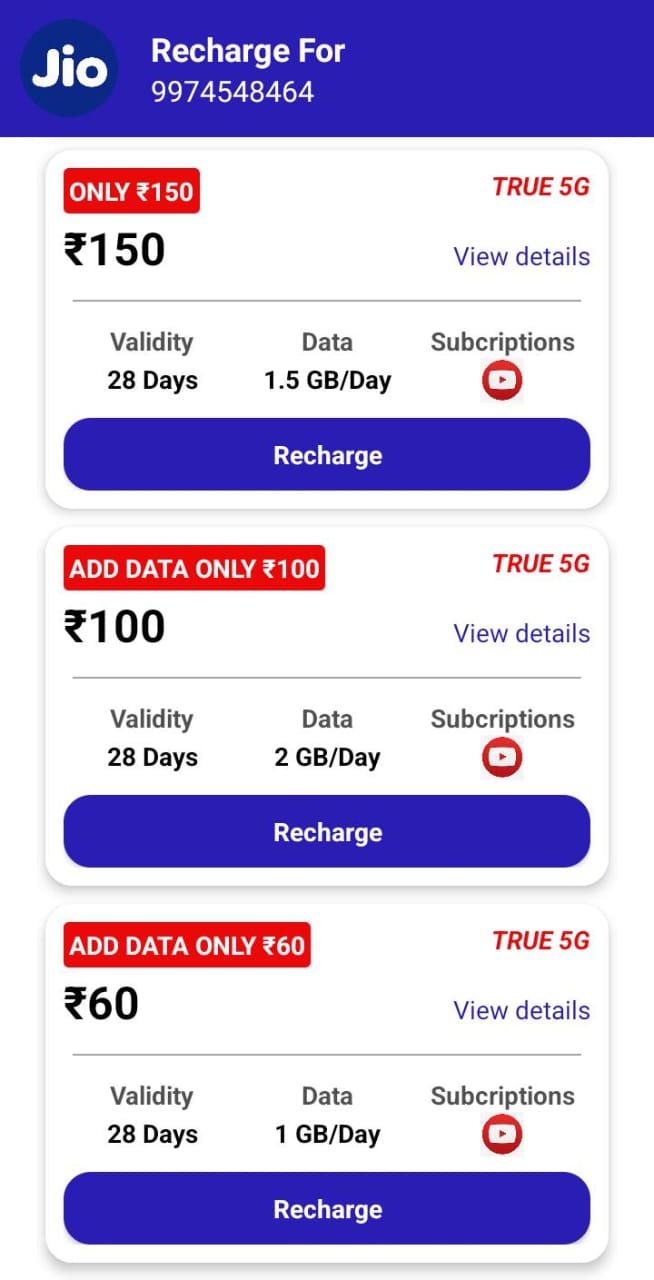 Jio
Recharge For
9974548464
ONLY ₹150
TRUE 5G
₹150
View details
Validity Data Subcriptions
28 Days 1.5 GB/Day
Recharge
ADD DATA ONLY ₹100
TRUE 5G
₹100
View details
Validity Data Subcriptions
28 Days 2 GB/Day
Recharge
ADD DATA ONLY ₹60
TRUE 5G
₹60
View details
Validity Data Subcriptions
28 Days 1 GB/Day
Recharge